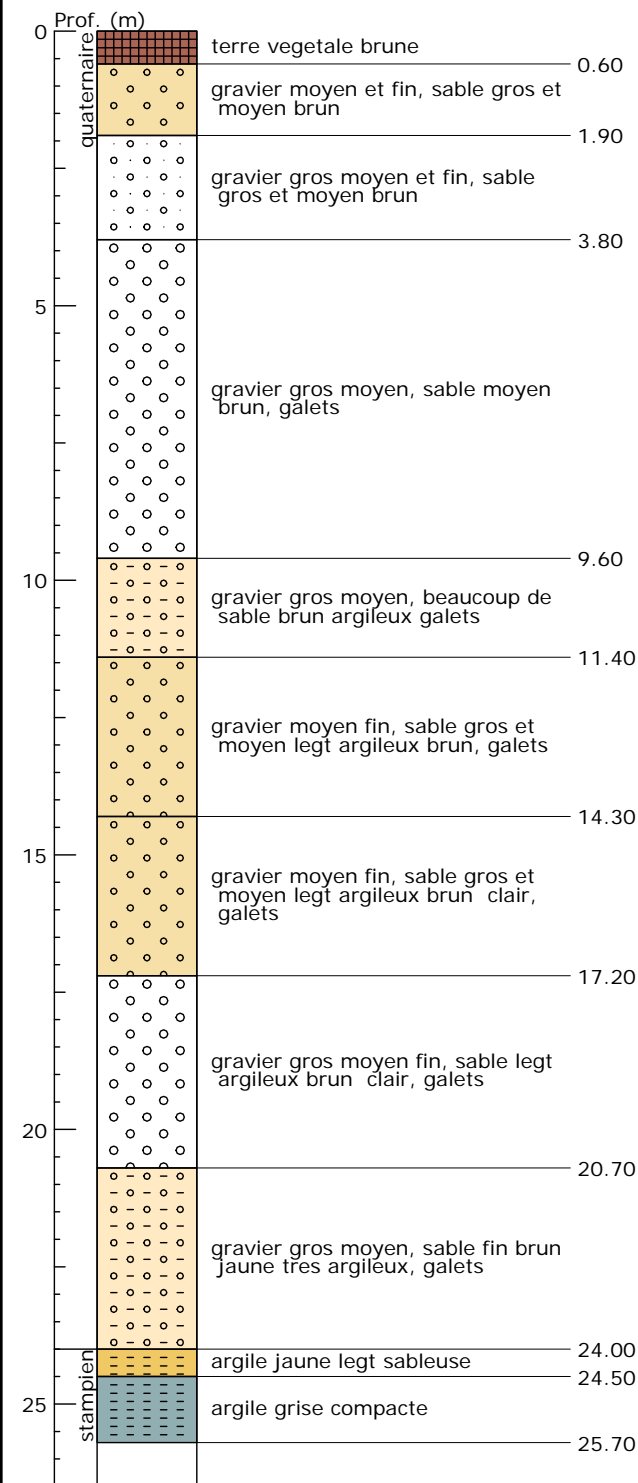 Prof. (m)
0
quaternaire
terre vegetale brune
0.60
gravier moyen et fin, sable gros et
moyen brun
1.90
gravier gros moyen et fin, sable
gros et moyen brun
3.80
5
gravier gros moyen, sable moyen
brun, galets
9.60
10
gravier gros moyen, beaucoup de
sable brun argileux galets
11.40
gravier moyen fin, sable gros et
moyen legt argileux brun, galets
14.30
15
gravier moyen fin, sable gros et
moyen legt argileux brun clair,
galets
17.20
gravier gros moyen fin, sable legt
argileux brun clair, galets
20
20.70
gravier gros moyen, sable fin brun
jaune tres argileux, galets
24.00
stampien
argile jaune legt sableuse
24.50
25
argile grise compacte
25.70